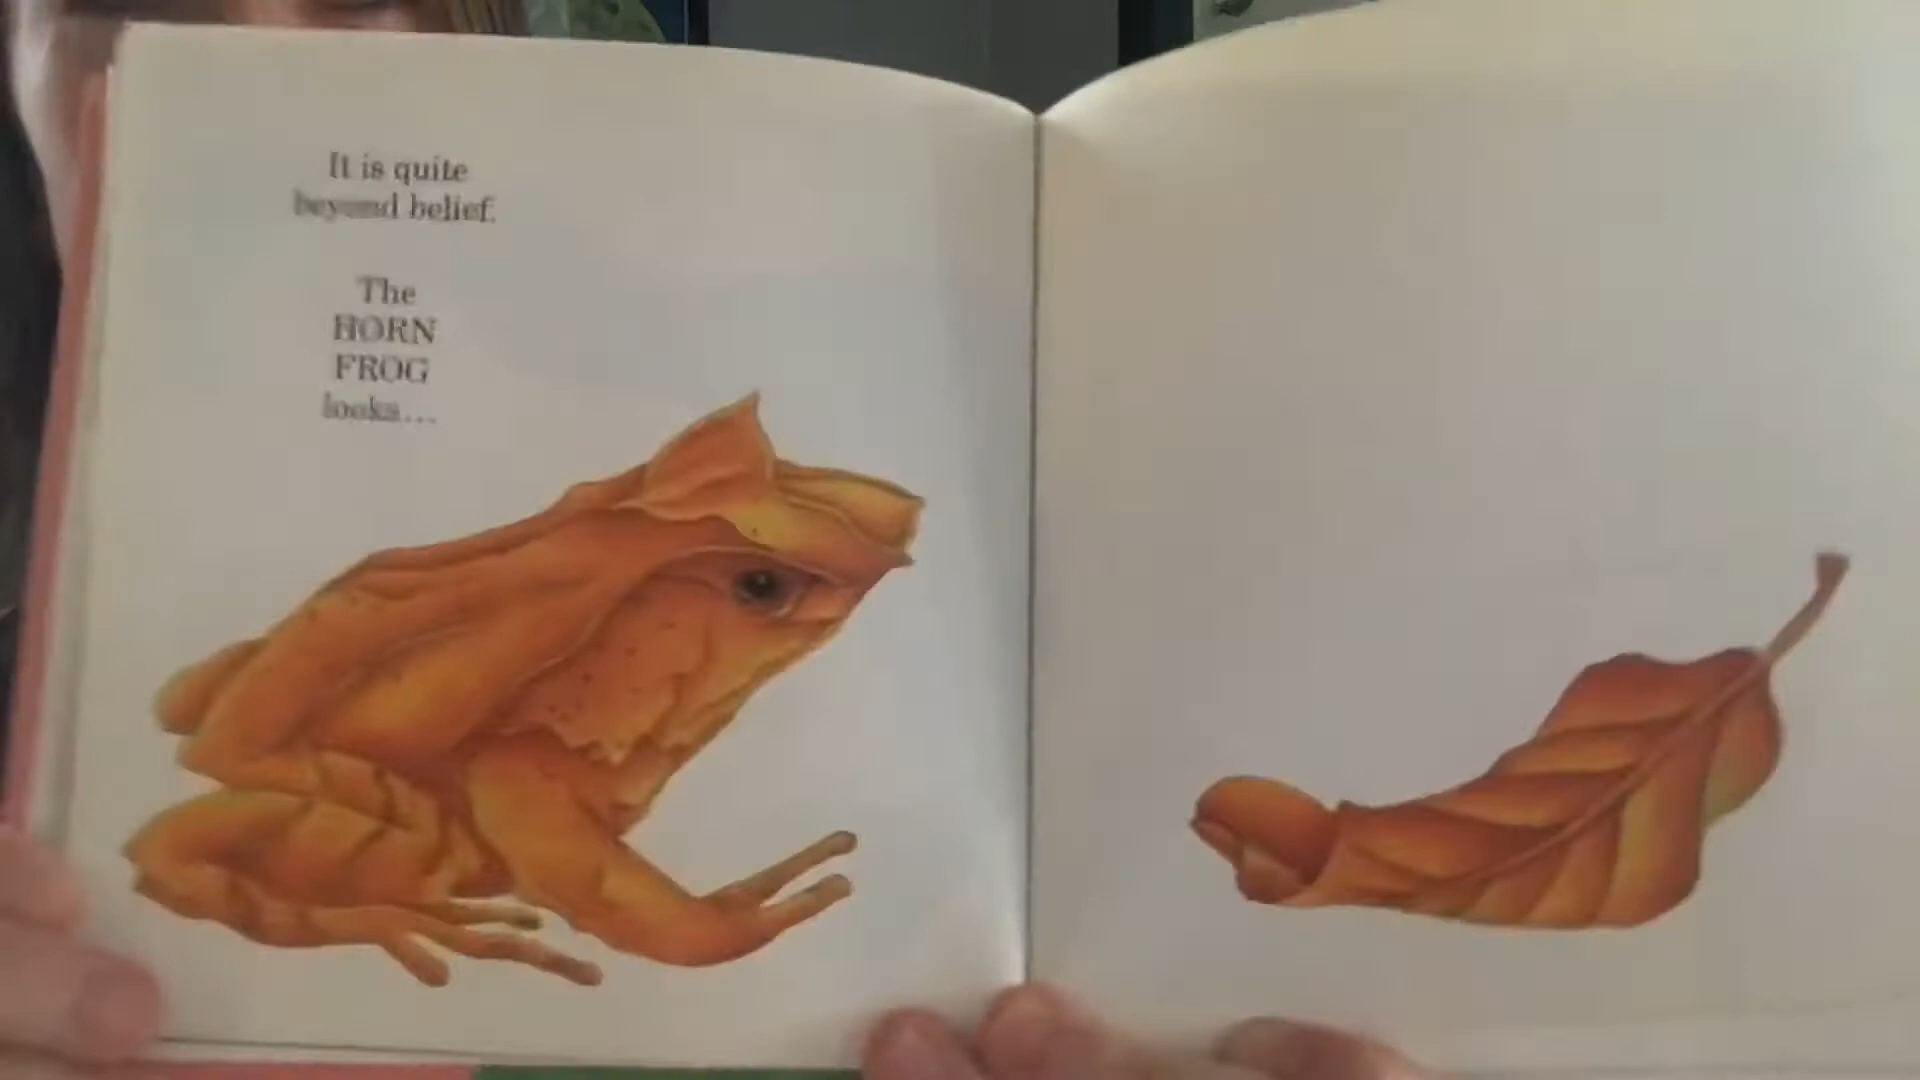 It is quite
beyond belief.
The
HORN
FROG
looks...